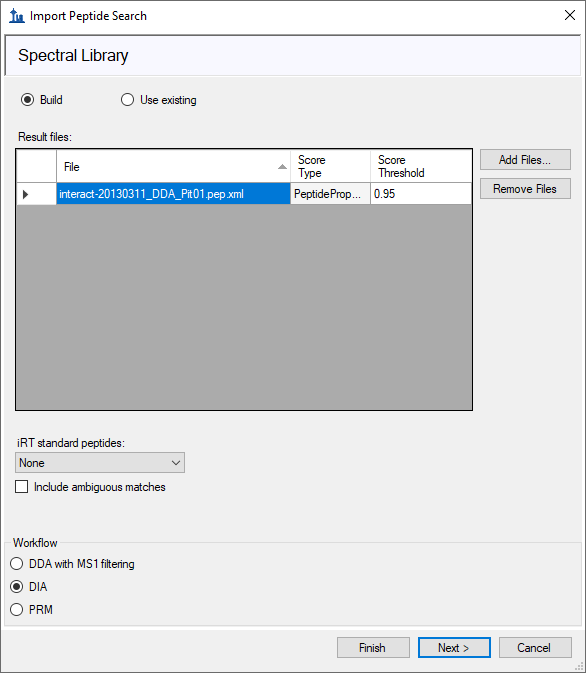 Import Peptide Search
Spectral Library
Build
Use existing
Result files:
File
Score Type
Score Threshold
Add Files...
interact-20130311_DDA_Pit01.pep.xml
PeptideProp...
0.95
Remove Files
iRT standard peptides:
None
Include ambiguous matches
Workflow
DDA with MS1 filtering
DIA
PRM
Finish
Next >
Cancel